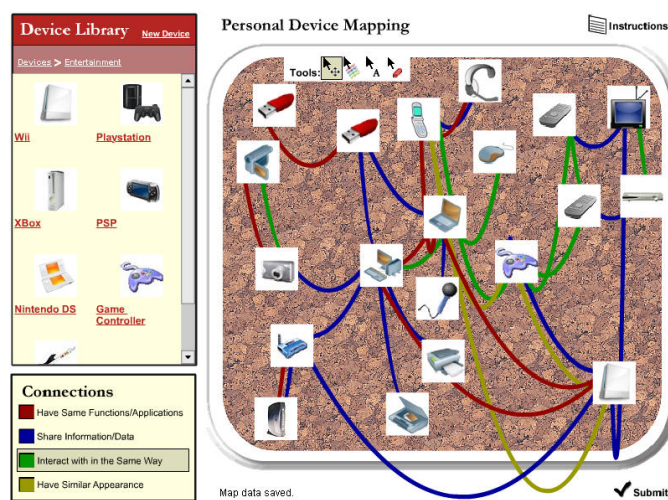 Device Library
New Device
Devices > Entertainment
Wii
Playstation
XBox
PSP
Nintendo DS
Game
Controller
Connections
Have Same Functions/Applications
Share Information/Data
Interact with in the Same Way
Have Similar Appearance
Personal Device Mapping
Instructions
Tools:
A
Map data saved.
Submit